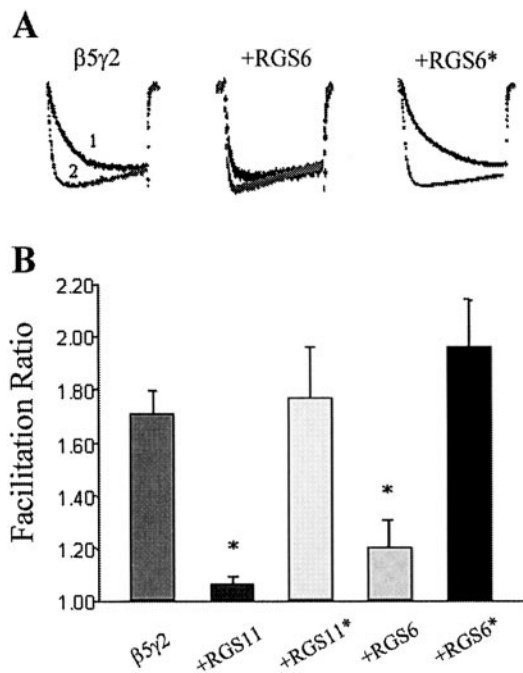 A
β5γ2 +RGS6 +RGS6*
1
2
B
Facilitation Ratio
2.20
2.00
1.80
1.60
1.40
1.20
1.00
*
*
β5γ2 +RGS11 +RGS11* +RGS6 +RGS6*